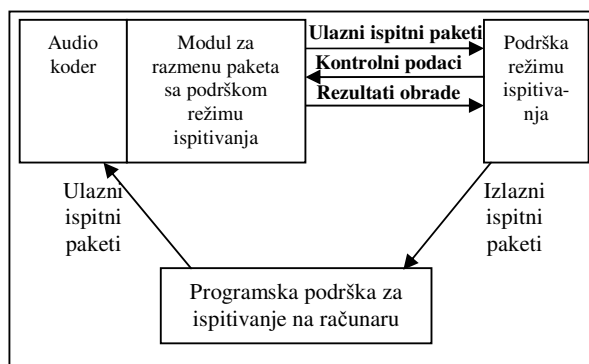 Audio
koder
Modul za
razmenu paketa
sa podrškom
režimu
ispitivanja
Ulazni ispitni paketi
Kontrolni podaci
Rezultati obrade
Podrška
režimu
ispitiva-
nja
Ulazni
ispitni
paketi
Izlazni
ispitni
paketi
Programska podrška za
ispitivanje na računaru